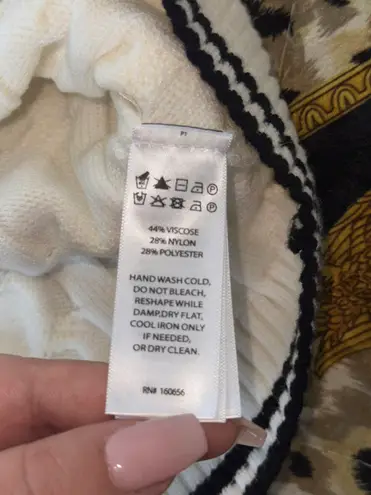 44% VISCOSE
28% NYLON
28% POLYESTER
HAND WASH COLD,
DO NOT BLEACH,
RESHAPE WHILE
DAMP,DRY FLAT,
COOL IRON ONLY
IF NEEDED,
OR DRY CLEAN.
RN# 160656